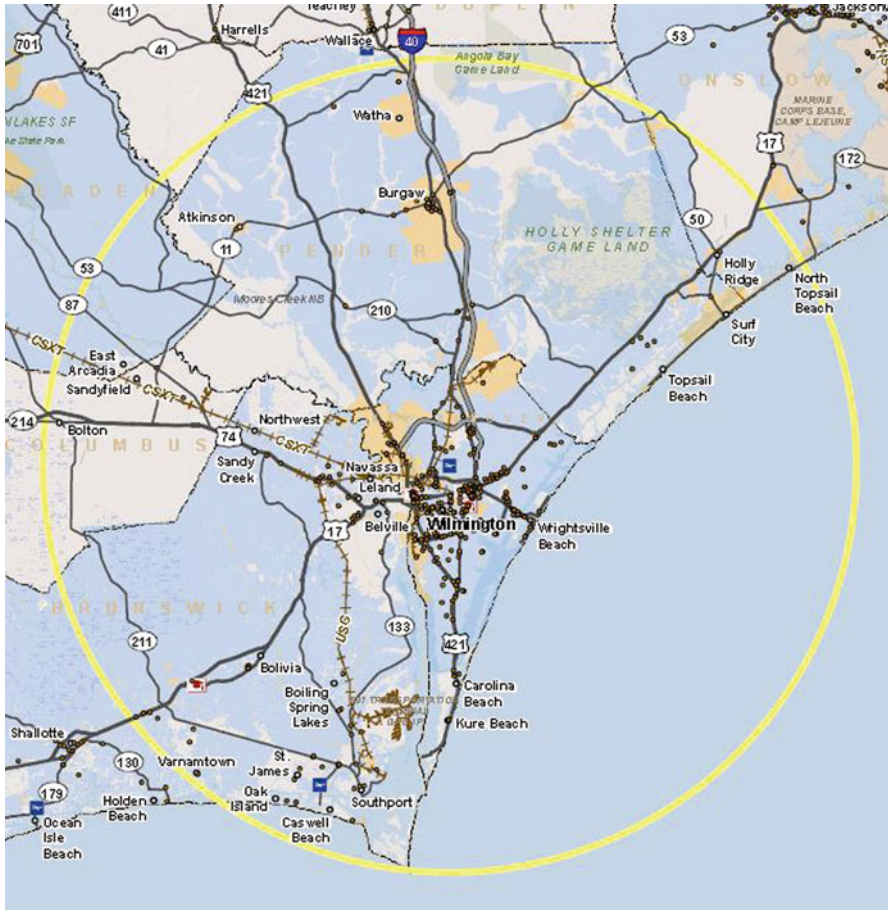 411
Teachey
DUPLIN
Jacksonv
701
Harrells
Wallace
40
53
41
Angola Bay
Game Land
ONSLOW
421
MARINE
CORPS BASE,
CAMP LEJEUNE
Watha
17
NLAKES SF
State Park
172
BLADEN
Burgaw
Atkinson
50
HOLLY SHELTER
GAME LAND
11
PENDER
Holly
Ridge
North
Topsail
Beach
53
Moores Creek NB
87
210
Surf
City
CSXT
East
Arcadia
Sandyfield
CSXT
Topsail
Beach
214
Bolton
Northwest
74
CSXT
COLUMBUS
Sandy
Creek
Navassa
Leland
17
Belville
Wilmington
Wrightsville
Beach
BRUNSWICK
USG
133
211
421
Bolivia
Boiling
Spring
Lakes
Carolina
Beach
Kure Beach
Shallotte
130
Varnamtown
St.
James
179
Holden
Beach
Oak
Island
Southport
Caswell
Beach
Ocean
Isle
Beach